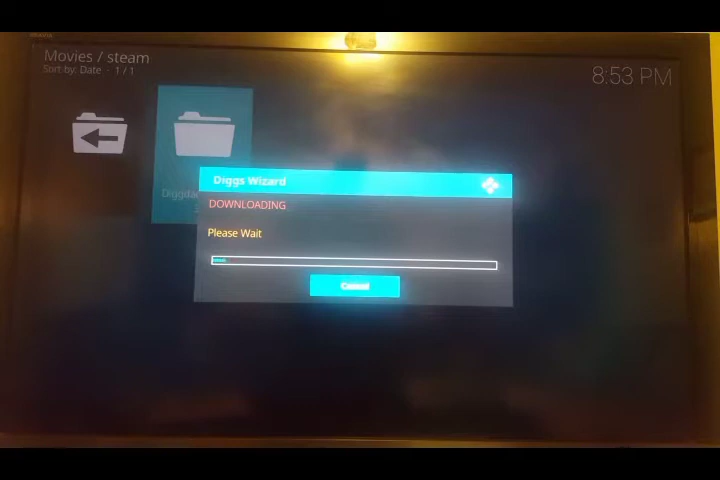 Movies / steam
Sort by: Date · 1 / 1
8:53 PM
Diggs Wizard
DOWNLOADING
Please Wait
Cancel